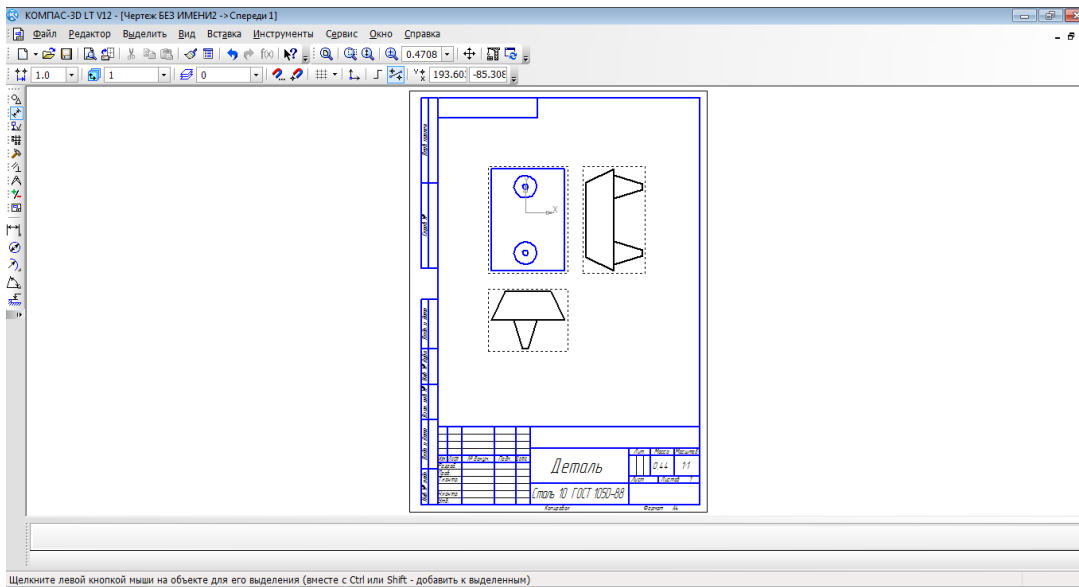 КОМПАС-3D LT V12 - [Чертеж БЕЗ ИМЕНИ2 ->Спереди 1]
Файл Редактор Выделить Вид Вставка Инструменты Сервис Окно Справка
0.4708
1.0 1 0 193.60 -85.308
X
Лит. Масса Масштаб
Изм Лист № докум. Подп. Дата
Разраб.
Пров.
Т.контр.
Деталь
0.44 1:1
Лист Листов 1
Н.контр.
Утв.
Сталь 10 ГОСТ 1050-88
Копировал Формат A4
Щелкните левой кнопкой мыши на объекте для его выделения (вместе с Ctrl или Shift - добавить к выделенным)